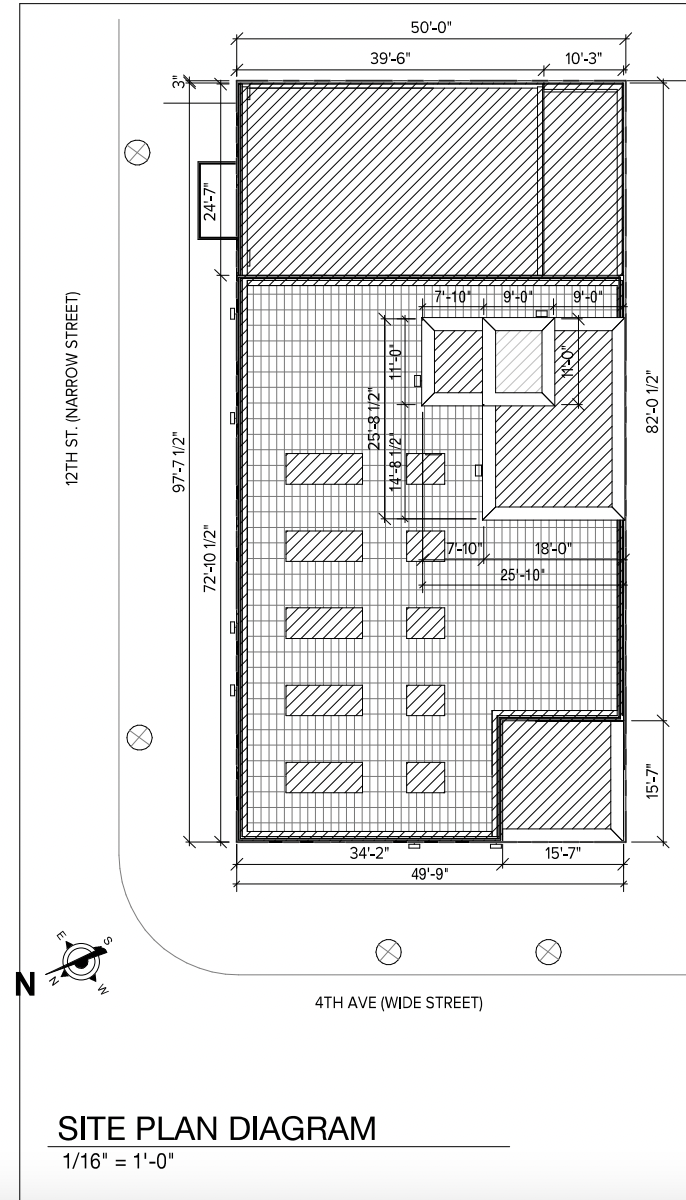 50'-0"
39'-6"
10'-3"
3"
24'-7"
7'-10"
9'-0"
9'-0"
11'-0"
11'-0"
25'-8 1/2"
14'-8 1/2"
82'-0 1/2"
12TH ST. (NARROW STREET)
97'-7 1/2"
72'-10 1/2"
7'-10"
18'-0"
25'-10"
15'-7"
34'-2"
15'-7"
49'-9"
E
S
N
N
W
4TH AVE (WIDE STREET)
SITE PLAN DIAGRAM
1/16" = 1'-0"